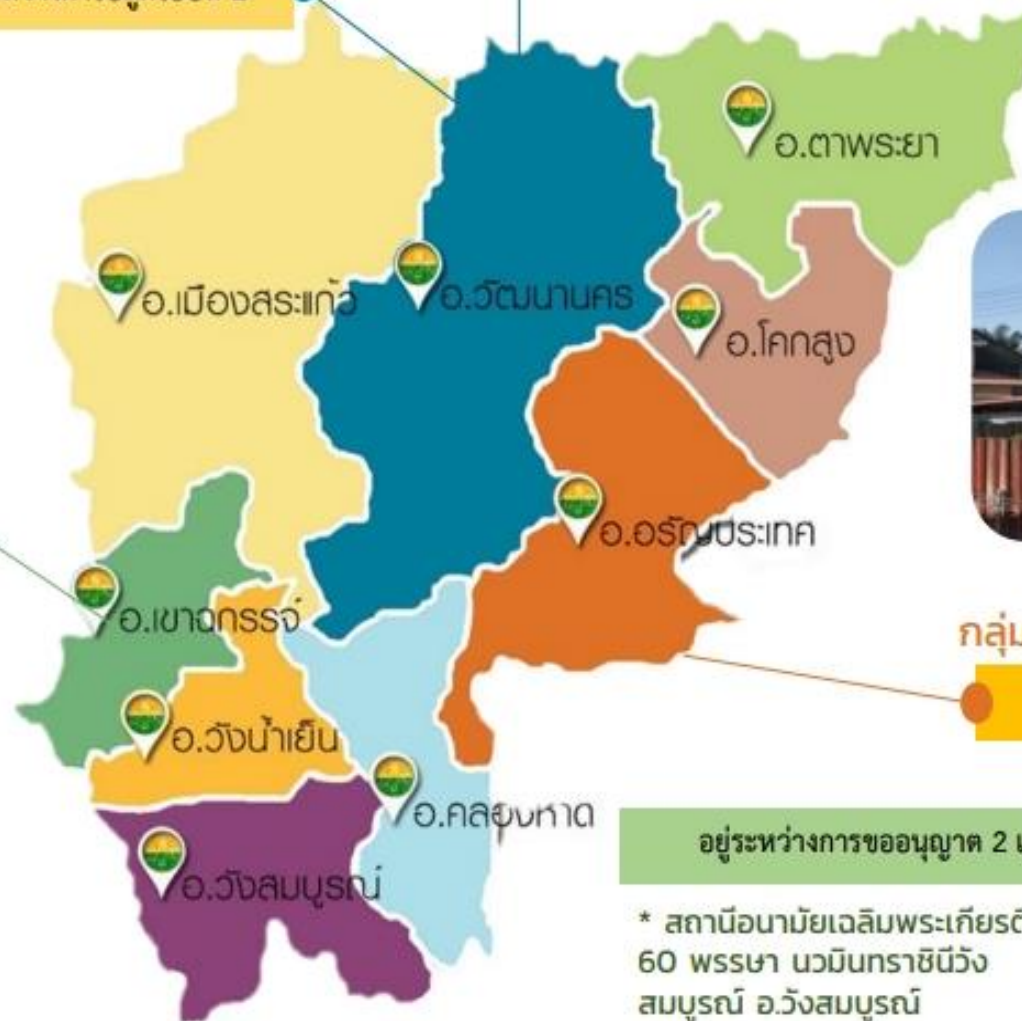 อ.ตาพระยา
อ.เมืองสระแก้ว
อ.วัฒนานคร
อ.โคกสูง
อ.อรัญประเทศ
อ.เขาฉกรรจ์
กลุ่ม
อ.วังน้ำเย็น
อ.คลองหาด
อยู่ระหว่างการขออนุญาต 2
อ.วังสมบูรณ์
* สถานีอนามัยเฉลิมพระเกียรติ
60 พรรษา นวมินทราชินีวัง
สมบูรณ์ อ.วังสมบูรณ์